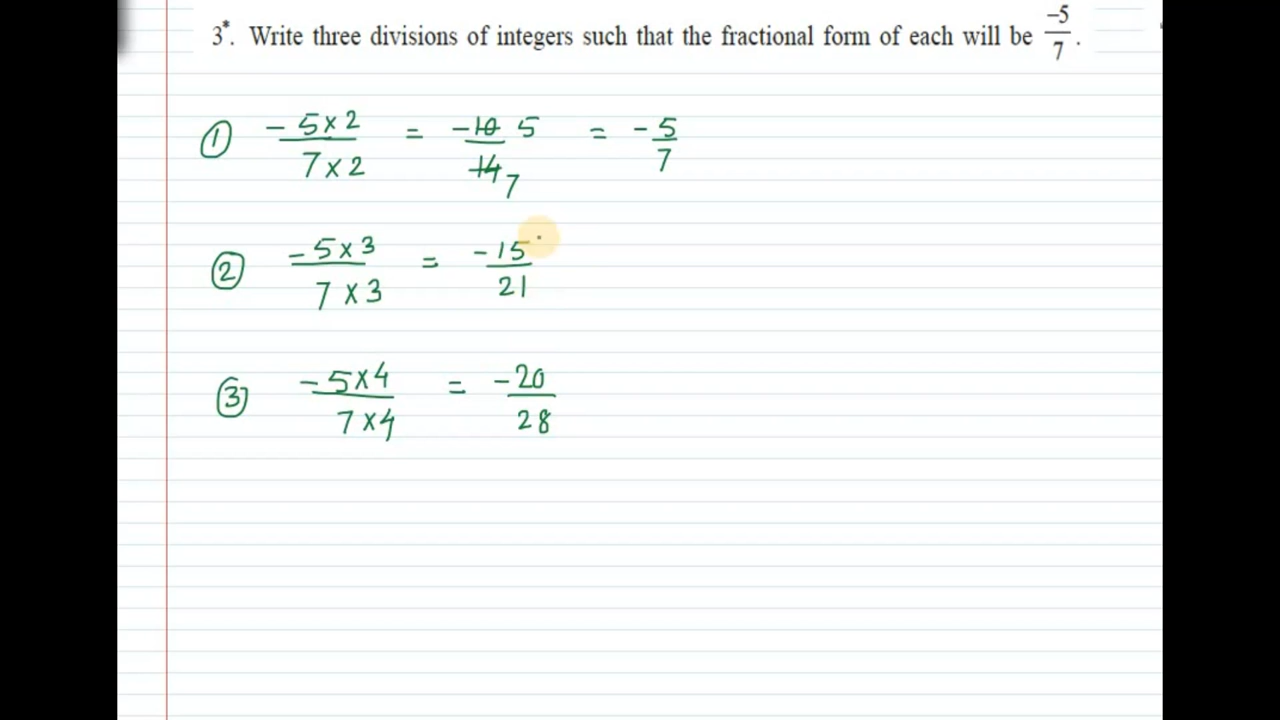 3*. Write three divisions of integers such that the fractional form of each will be -5/7.
① -5×2/7×2 = -10/14 5/7 = -5/7
② -5×3/7×3 = -15/21
③ -5×4/7×4 = -20/28